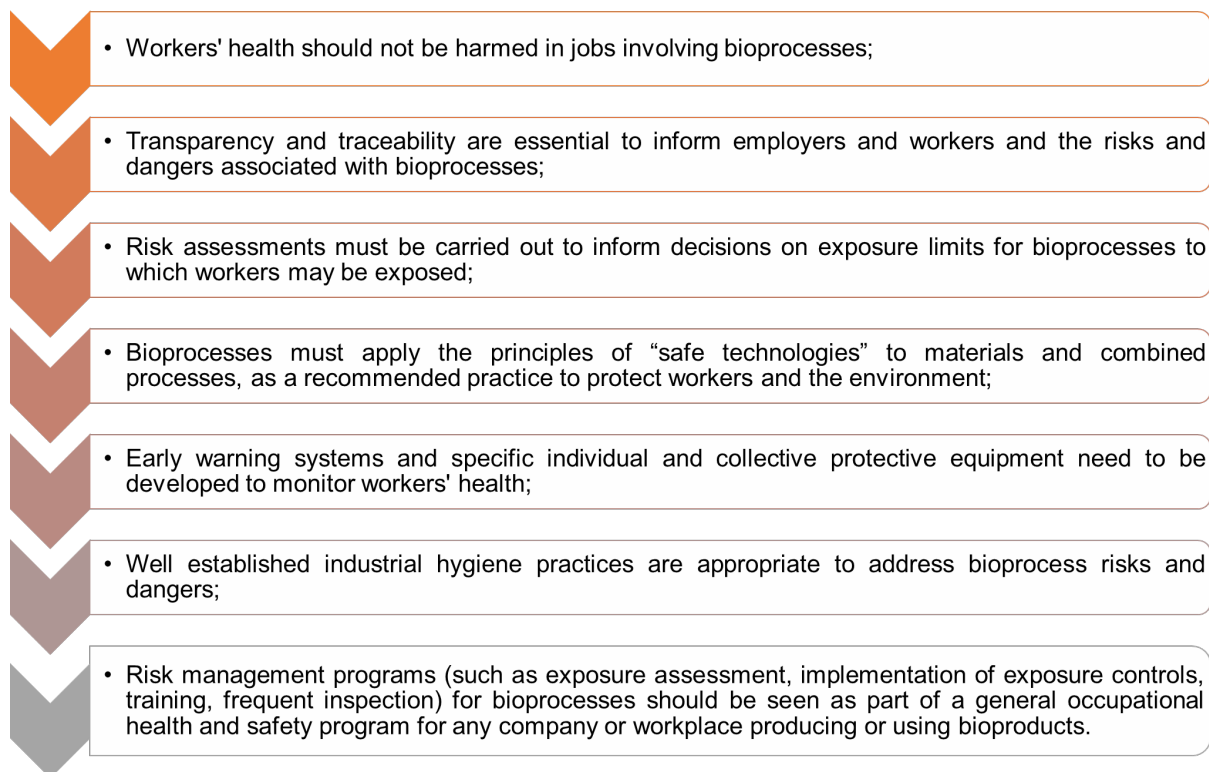 • Workers' health should not be harmed in jobs involving bioprocesses;
• Transparency and traceability are essential to inform employers and workers and the risks and
dangers associated with bioprocesses;
• Risk assessments must be carried out to inform decisions on exposure limits for bioprocesses to
which workers may be exposed;
• Bioprocesses must apply the principles of “safe technologies” to materials and combined
processes, as a recommended practice to protect workers and the environment;
• Early warning systems and specific individual and collective protective equipment need to be
developed to monitor workers' health;
• Well established industrial hygiene practices are appropriate to address bioprocess risks and
dangers;
• Risk management programs (such as exposure assessment, implementation of exposure controls,
training, frequent inspection) for bioprocesses should be seen as part of a general occupational
health and safety program for any company or workplace producing or using bioproducts.